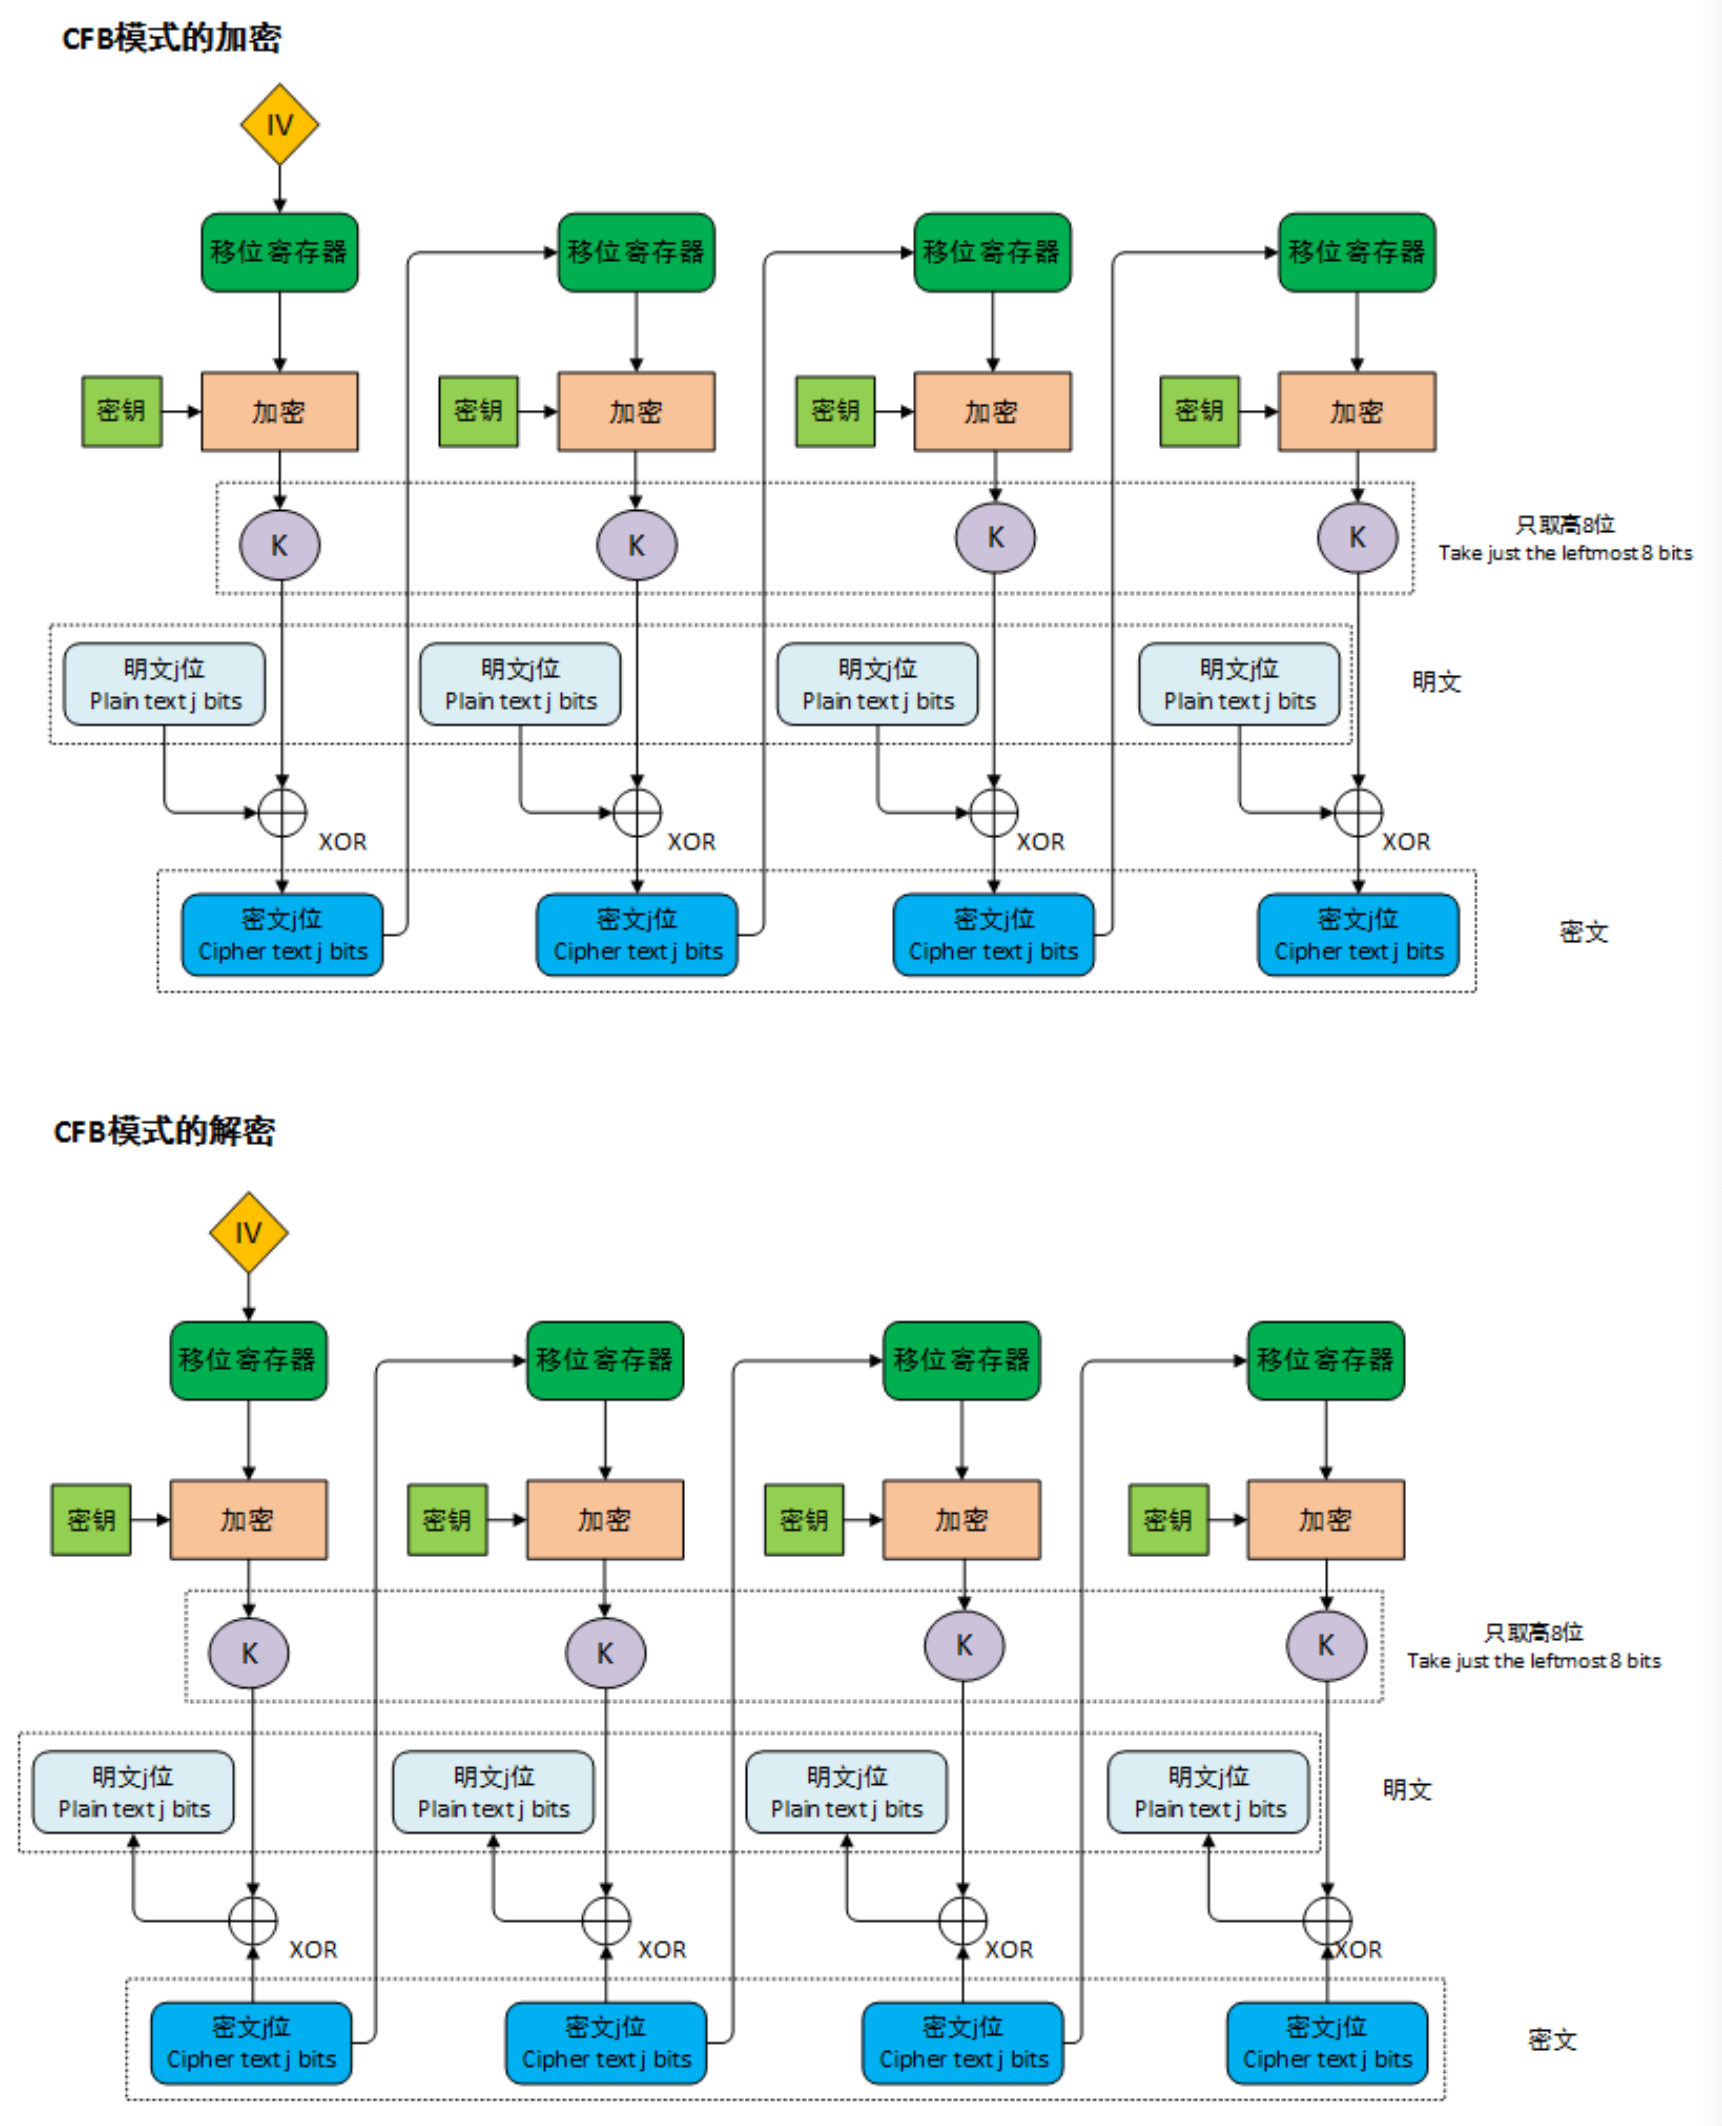 CFB模式的加密
IV
移位寄存器 移位寄存器 移位寄存器 移位寄存器
密钥 加密 密钥 加密 密钥 加密 密钥 加密
K K K K
只取高8位
Take just the leftmost 8 bits
明文j位 明文j位 明文j位 明文j位
Plain text j bits Plain text j bits Plain text j bits Plain text j bits
明文
XOR XOR XOR XOR
密文j位 密文j位 密文j位 密文j位
Cipher text j bits Cipher text j bits Cipher text j bits Cipher text j bits
密文
CFB模式的解密
IV
移位寄存器 移位寄存器 移位寄存器 移位寄存器
密钥 加密 密钥 加密 密钥 加密 密钥 加密
K K K K
只取高8位
Take just the leftmost 8 bits
明文j位 明文j位 明文j位 明文j位
Plain text j bits Plain text j bits Plain text j bits Plain text j bits
明文
XOR XOR XOR XOR
密文j位 密文j位 密文j位 密文j位
Cipher text j bits Cipher text j bits Cipher text j bits Cipher text j bits
密文